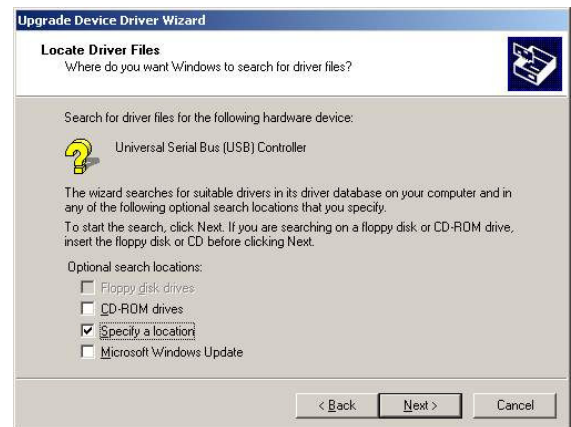 Upgrade Device Driver Wizard
Locate Driver Files
Where do you want Windows to search for driver files?
Search for driver files for the following hardware device:
Universal Serial Bus (USB) Controller
The wizard searches for suitable drivers in its driver database on your computer and in
any of the following optional search locations that you specify.
To start the search, click Next. If you are searching on a floppy disk or CD-ROM drive,
insert the floppy disk or CD before clicking Next.
Optional search locations:
Floppy disk drives
CD-ROM drives
Specify a location
Microsoft Windows Update
< Back Next > Cancel